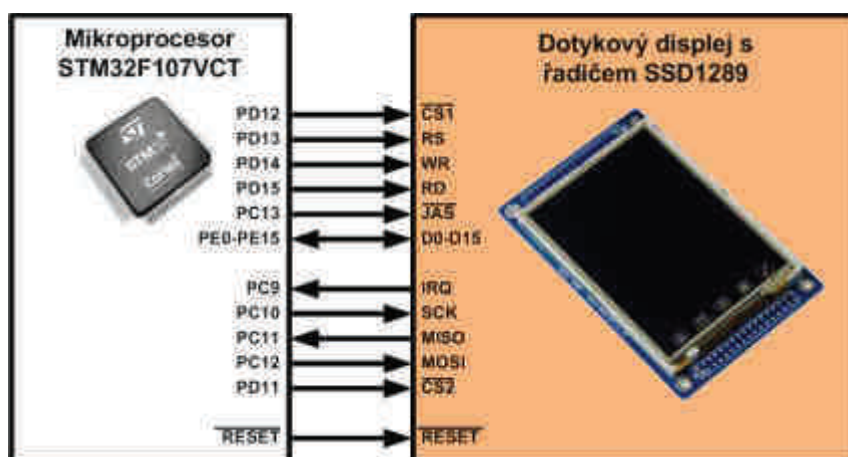 Mikroprocesor
STM32F107VCT
Dotykový displej s
řadičem SSD1289
PD12 CS1
PD13 RS
PD14 WR
PD15 RD
PC13 JAS
PE0-PE15 D0-D15
PC9 IRQ
PC10 SCK
PC11 MISO
PC12 MOSI
PD11 CS2
RESET RESET